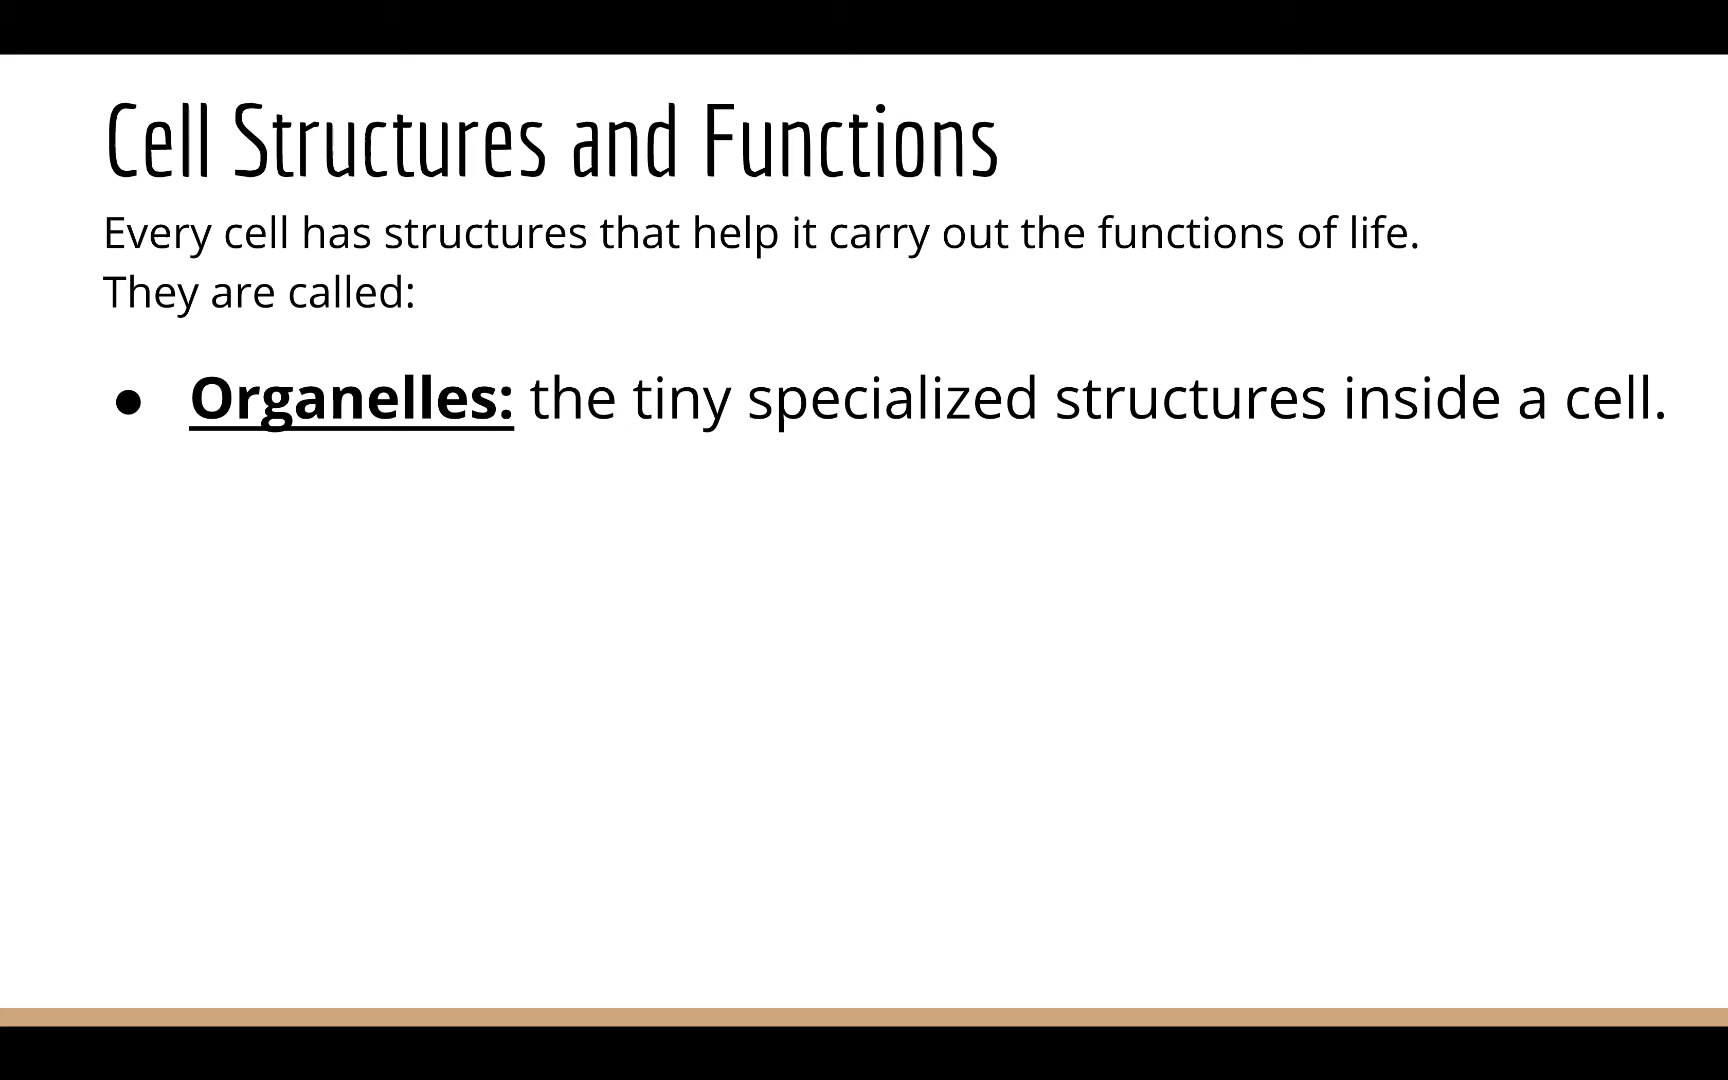 Cell Structures and Functions
Every cell has structures that help it carry out the functions of life.
They are called:
● Organelles: the tiny specialized structures inside a cell.